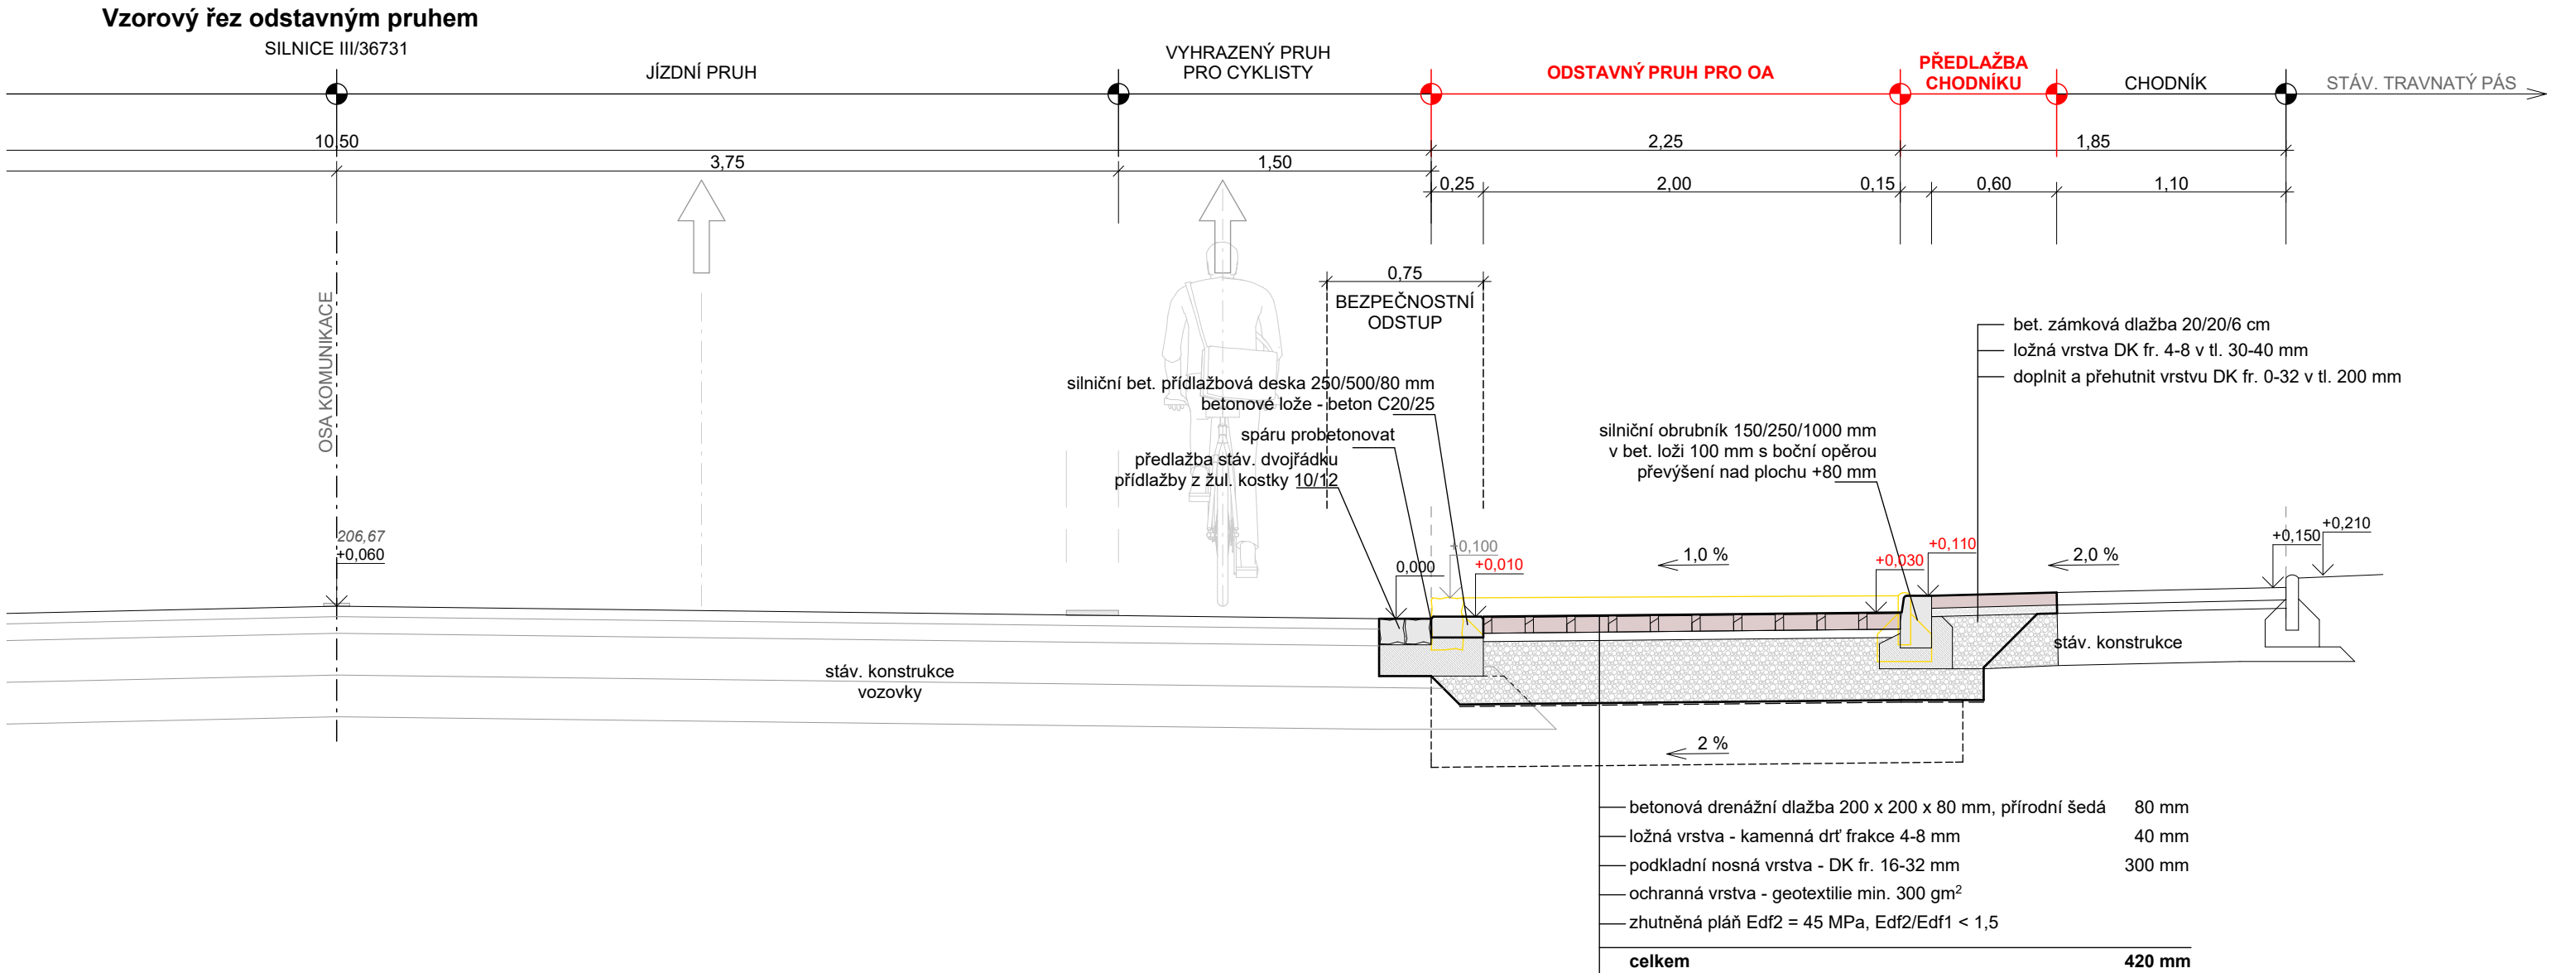 Vzorový řez odstavným pruhem
SILNICE III/36731
JÍZDNÍ PRUH
VYHRAZENÝ PRUH
PRO CYKLISTY
ODSTAVNÝ PRUH PRO OA
PŘEDLAŽBA
CHODNÍKU
CHODNÍK
STÁV. TRAVNATÝ PÁS
10,50
2,25
1,85
3,75
1,50
0,25
2,00
0,15
0,60
1,10
0,75
BEZPEČNOSTNÍ
ODSTUP
OSA KOMUNIKACE
bet. zámková dlažba 20/20/6 cm
ložná vrstva DK fr. 4-8 v tl. 30-40 mm
doplnit a přehutnit vrstvu DK fr. 0-32 v tl. 200 mm
silniční bet. přídlažbová deska 250/500/80 mm
betonové lože - beton C20/25
spáru probetonovat
předlažba stáv. dvojřádku
přídlažby z žul. kostky 10/12
silniční obrubník 150/250/1000 mm
v bet. loži 100 mm s boční opěrou
převýšení nad plochu +80 mm
206,67
+0,060
0,000
+0,100
+0,010
1,0 %
+0,030
+0,110
2,0 %
+0,150
+0,210
stáv. konstrukce
vozovky
stáv. konstrukce
2 %
betonová drenážní dlažba 200 x 200 x 80 mm, přírodní šedá 80 mm
ložná vrstva - kamenná drť frakce 4-8 mm 40 mm
podkladní nosná vrstva - DK fr. 16-32 mm 300 mm
ochranná vrstva - geotextilie min. 300 gm²
zhutněná pláň Edf2 = 45 MPa, Edf2/Edf1 < 1,5
celkem 420 mm